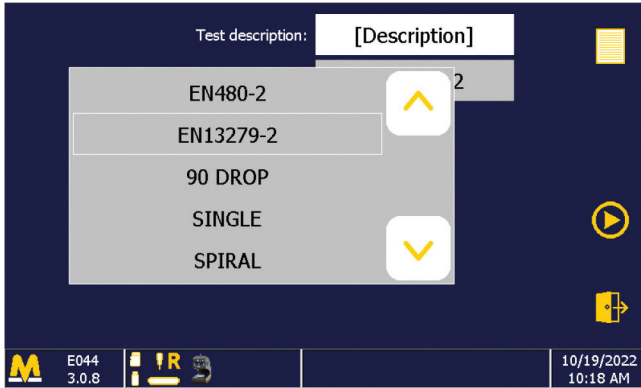 Test description: [Description]
2
EN480-2
EN13279-2
90 DROP
SINGLE
SPIRAL
M E044 R 10/19/2022
3.0.8 10:18 AM